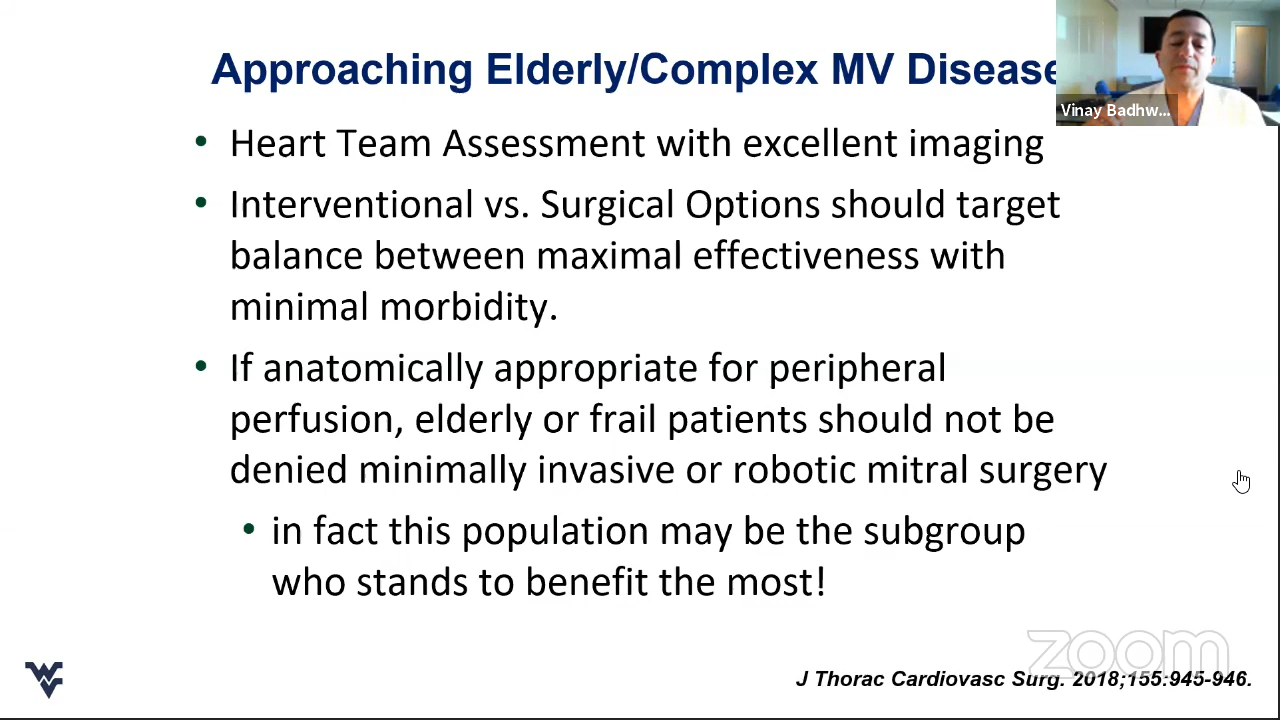 Approaching Elderly/Complex MV Disease
Vinay Badhw...
• Heart Team Assessment with excellent imaging
• Interventional vs. Surgical Options should target
balance between maximal effectiveness with
minimal morbidity.
• If anatomically appropriate for peripheral
perfusion, elderly or frail patients should not be
denied minimally invasive or robotic mitral surgery
• in fact this population may be the subgroup
who stands to benefit the most!
zoom
J Thorac Cardiovasc Surg. 2018;155:945-946.
WV